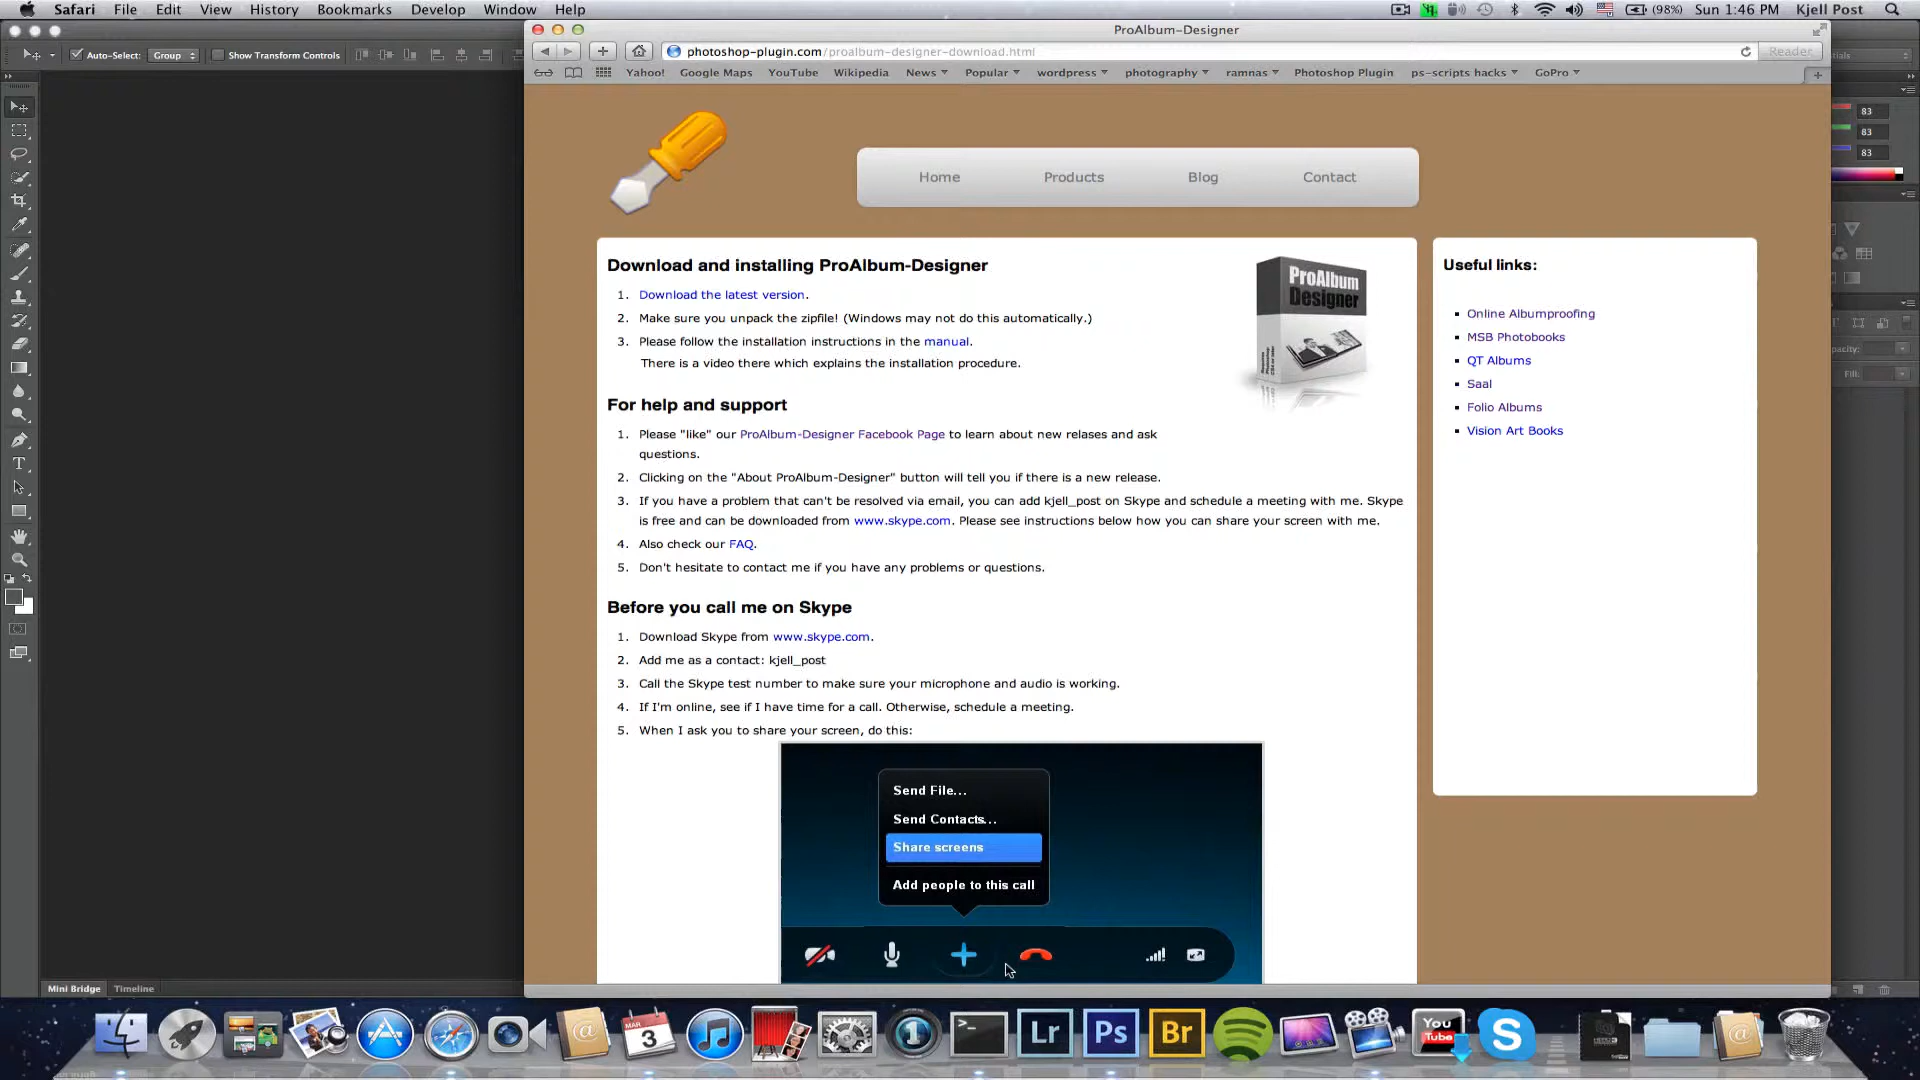 Safari File Edit View History Bookmarks Develop Window Help
(98%) Sun 1:46 PM Kjell Post
ProAlbum-Designer
Auto-Select: Group Show Transform Controls
photoshop-plugin.com/proalbum-designer-download.html
Reader
Yahoo! Google Maps YouTube Wikipedia News Popular wordpress photography ramnas Photoshop Plugin ps-scripts hacks GoPro
83
83
83
Home Products Blog Contact
Download and installing ProAlbum-Designer
1. Download the latest version.
2. Make sure you unpack the zipfile! (Windows may not do this automatically.)
3. Please follow the installation instructions in the manual.
There is a video there which explains the installation procedure.
ProAlbum
Designer
For help and support
1. Please "like" our ProAlbum-Designer Facebook Page to learn about new relases and ask
questions.
2. Clicking on the "About ProAlbum-Designer" button will tell you if there is a new release.
3. If you have a problem that can't be resolved via email, you can add kjell_post on Skype and schedule a meeting with me. Skype
is free and can be downloaded from www.skype.com. Please see instructions below how you can share your screen with me.
4. Also check our FAQ.
5. Don't hesitate to contact me if you have any problems or questions.
Before you call me on Skype
1. Download Skype from www.skype.com.
2. Add me as a contact: kjell_post
3. Call the Skype test number to make sure your microphone and audio is working.
4. If I'm online, see if I have time for a call. Otherwise, schedule a meeting.
5. When I ask you to share your screen, do this:
Send File...
Send Contacts...
Share screens
Add people to this call
Useful links:
Online Albumproofing
MSB Photobooks
QT Albums
Saal
Folio Albums
Vision Art Books
Fill:
Mini Bridge Timeline
MAR
3
1
Lr
Ps
Br
You
Tube
S